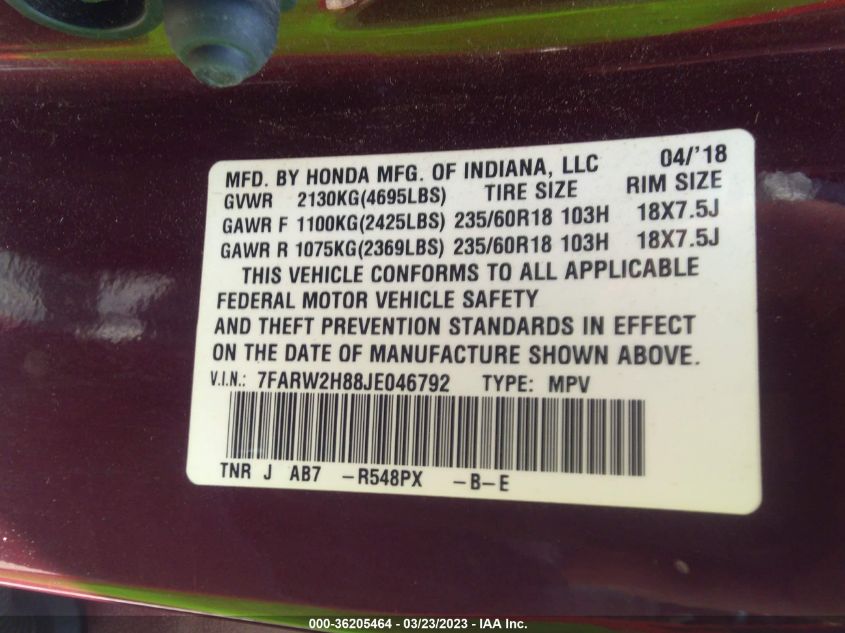 MFD. BY HONDA MFG. OF INDIANA, LLC 04/'18
GVWR 2130KG(4695LBS) TIRE SIZE RIM SIZE
GAWR F 1100KG(2425LBS) 235/60R18 103H 18X7.5J
GAWR R 1075KG(2369LBS) 235/60R18 103H 18X7.5J
THIS VEHICLE CONFORMS TO ALL APPLICABLE
FEDERAL MOTOR VEHICLE SAFETY
AND THEFT PREVENTION STANDARDS IN EFFECT
ON THE DATE OF MANUFACTURE SHOWN ABOVE.
V.I.N.: 7FARW2H88JE046792 TYPE: MPV
TNR J AB7 -R548PX -B-E
000-36205464 - 03/23/2023 - IAA Inc.